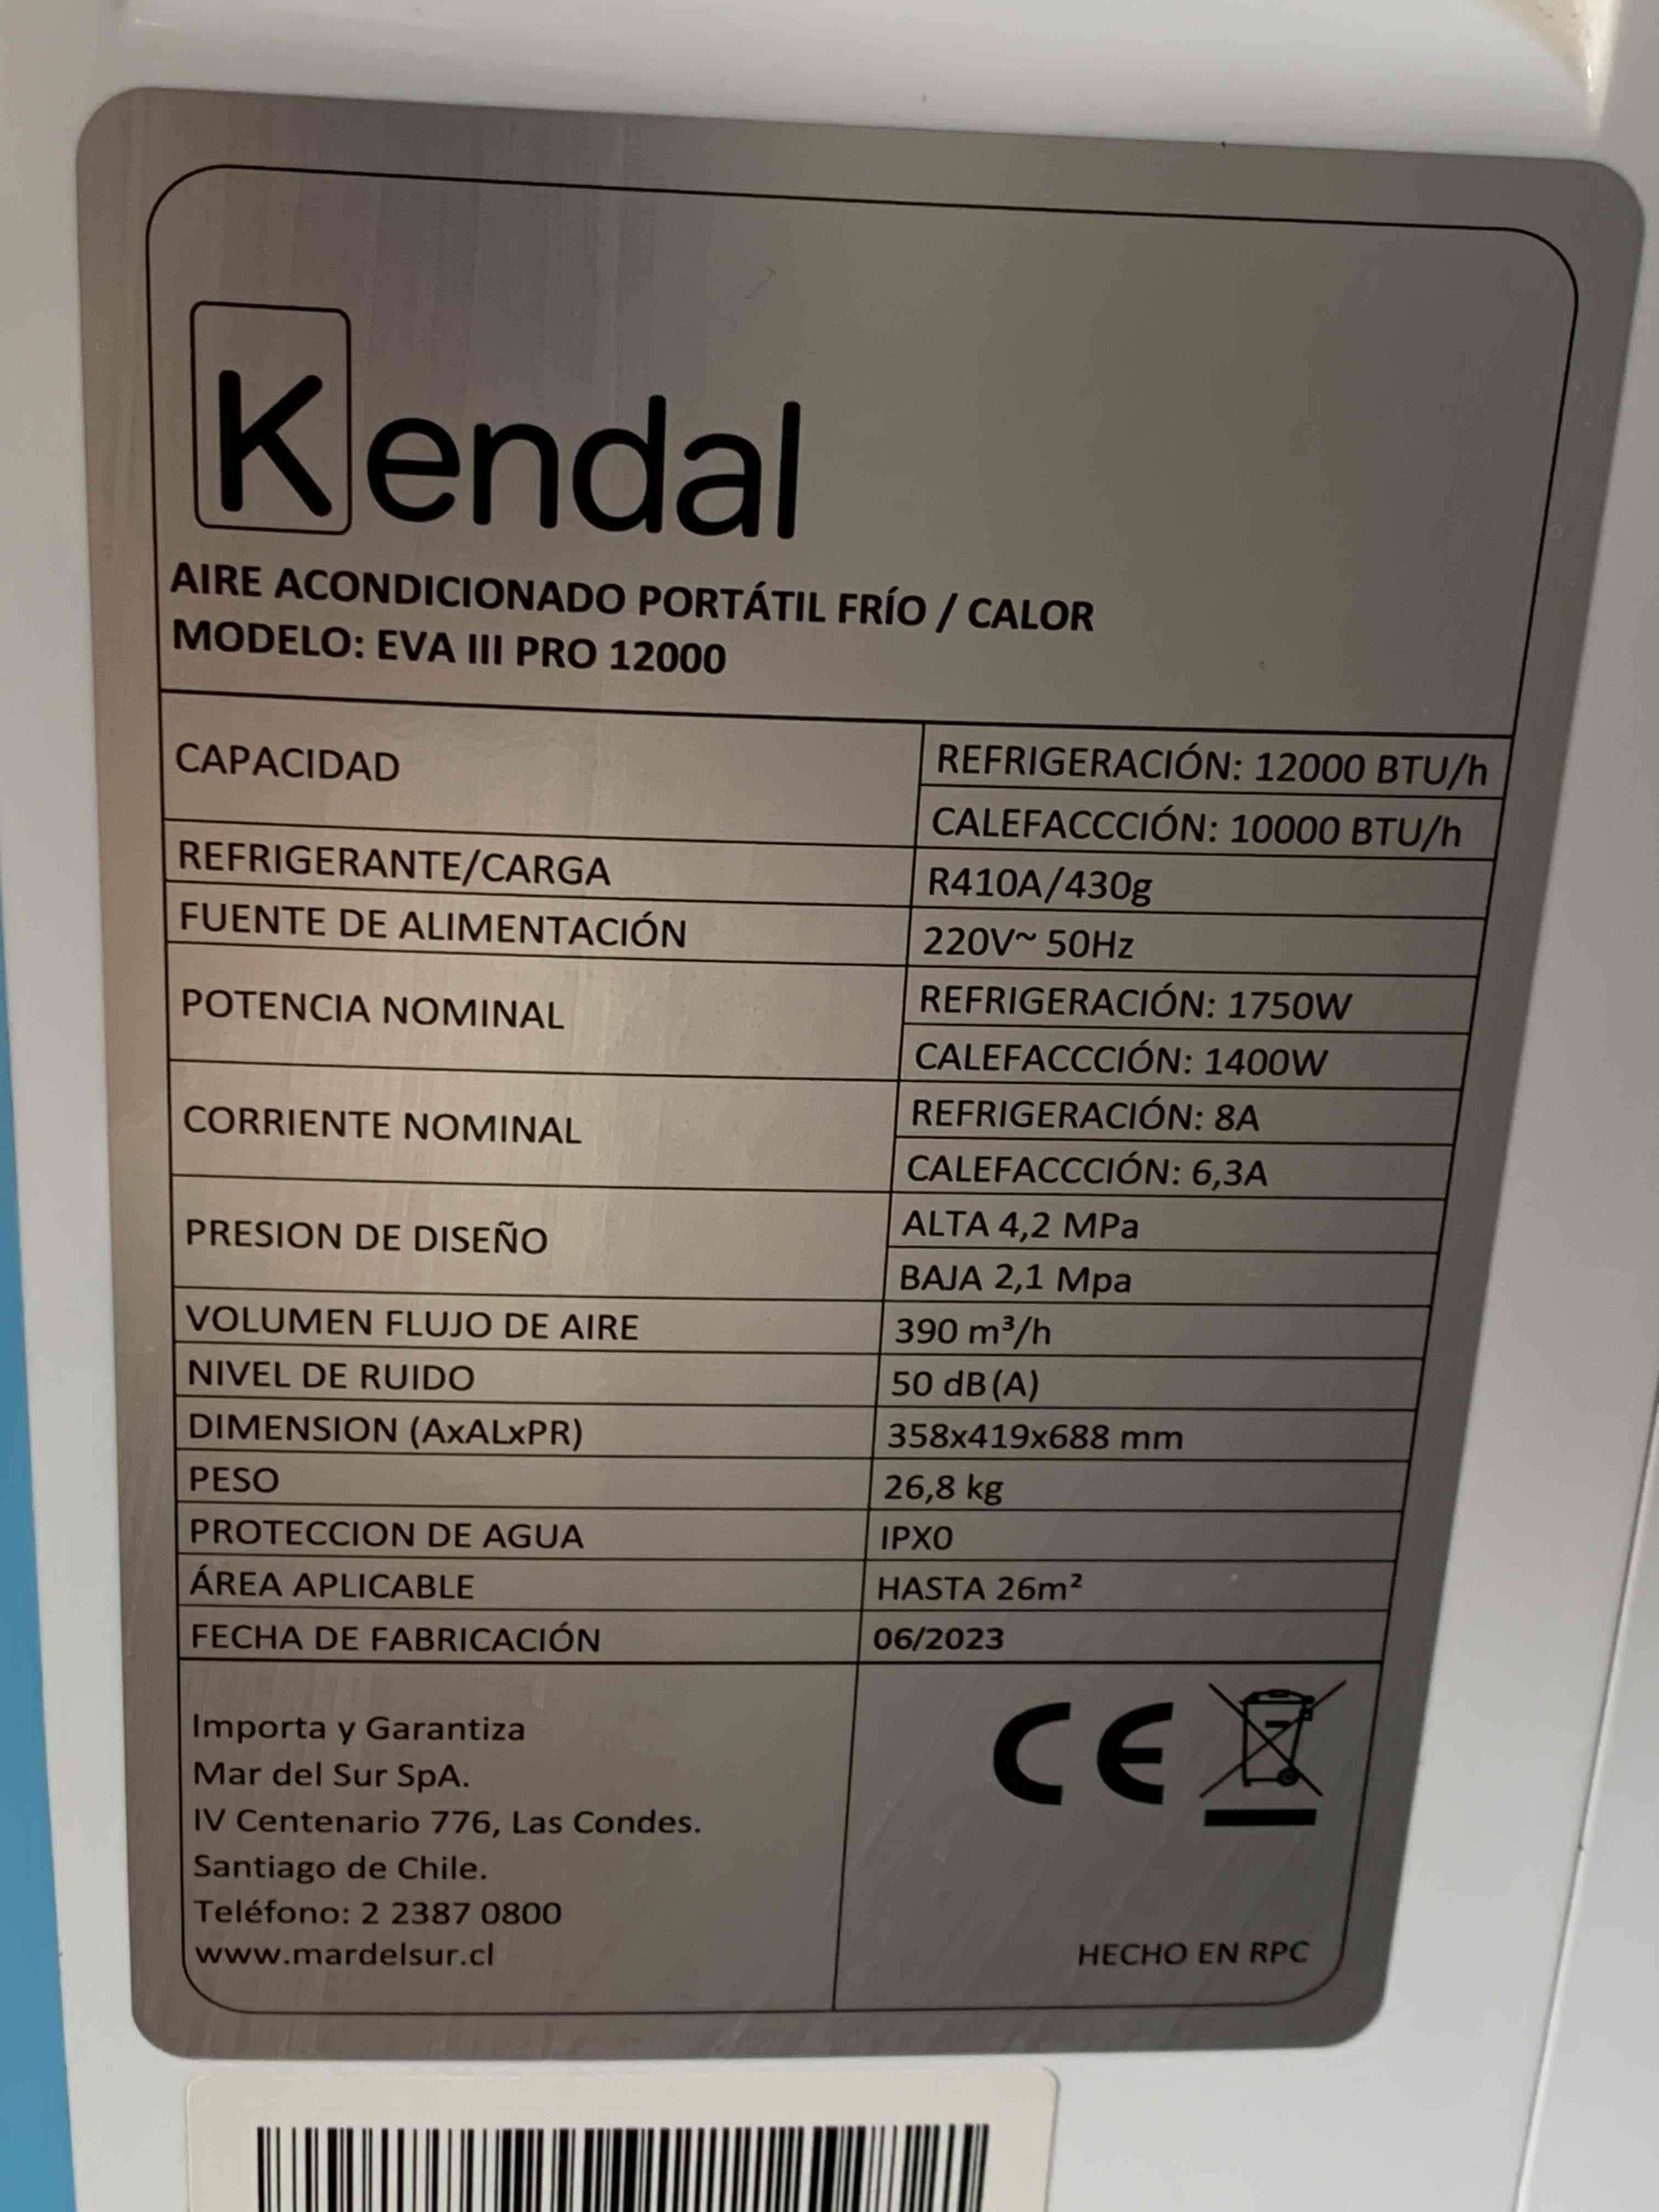 Kendal
AIRE ACONDICIONADO PORTÁTIL FRÍO / CALOR
MODELO: EVA III PRO 12000
CAPACIDAD
REFRIGERACIÓN: 12000 BTU/h
CALEFACCCIÓN: 10000 BTU/h
REFRIGERANTE/CARGA R410A/430g
FUENTE DE ALIMENTACIÓN 220V~ 50Hz
POTENCIA NOMINAL
REFRIGERACIÓN: 1750W
CALEFACCCIÓN: 1400W
CORRIENTE NOMINAL
REFRIGERACIÓN: 8A
CALEFACCCIÓN: 6,3A
PRESION DE DISEÑO
ALTA 4,2 MPa
BAJA 2,1 Mpa
VOLUMEN FLUJO DE AIRE 390 m³/h
NIVEL DE RUIDO 50 dB(A)
DIMENSION (AxALxPR) 358x419x688 mm
PESO 26,8 kg
PROTECCION DE AGUA IPX0
ÁREA APLICABLE HASTA 26m²
FECHA DE FABRICACIÓN 06/2023
Importa y Garantiza
Mar del Sur SpA.
IV Centenario 776, Las Condes.
Santiago de Chile.
Teléfono: 2 2387 0800
www.mardelsur.cl
CE
HECHO EN RPC